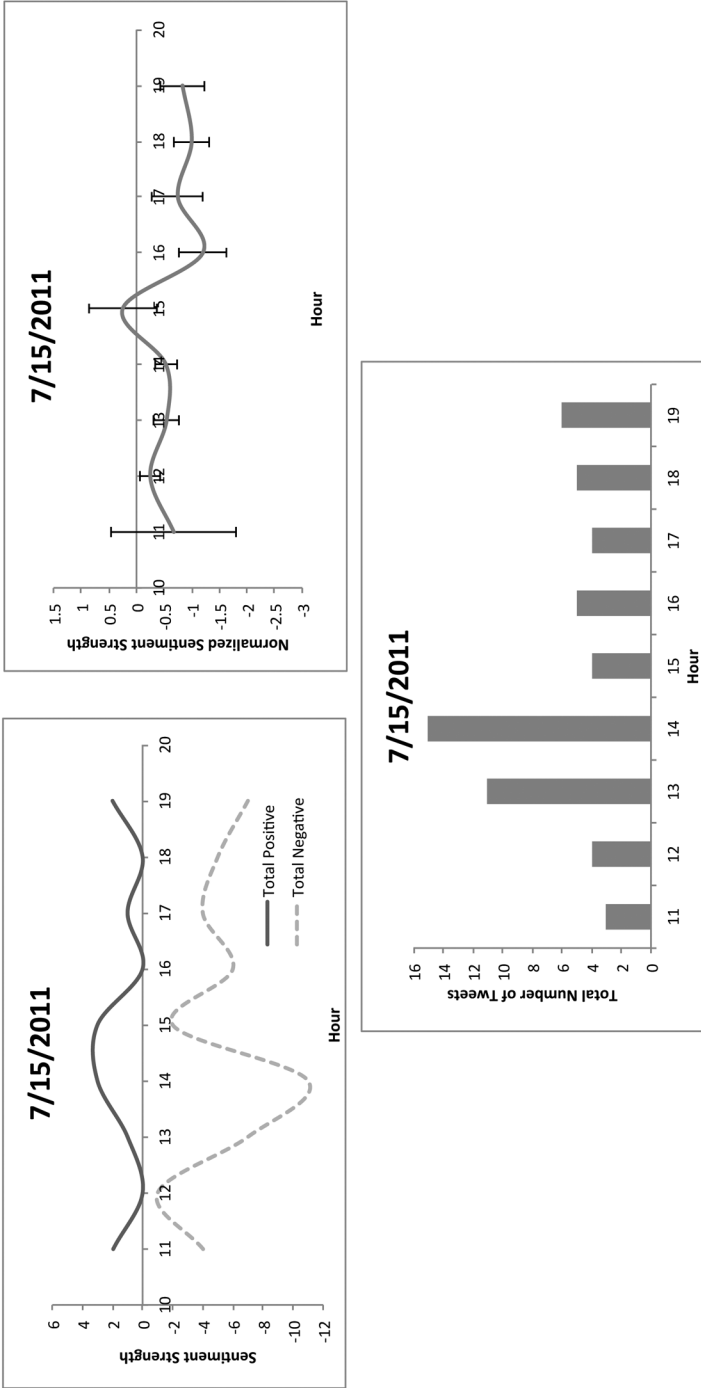 7/15/2011
6
4
2
0
-2
-4
-6
-8
-10
-12
Sentiment Strength
10 11 12 13 14 15 16 17 18 19 20
Hour
Total Positive
Total Negative
7/15/2011
1.5
1
0.5
0
-0.5
-1
-1.5
-2
-2.5
-3
Normalized Sentiment Strength
10 11 12 13 14 15 16 17 18 19 20
Hour
7/15/2011
16
14
12
10
8
6
4
2
0
Total Number of Tweets
11 12 13 14 15 16 17 18 19
Hour